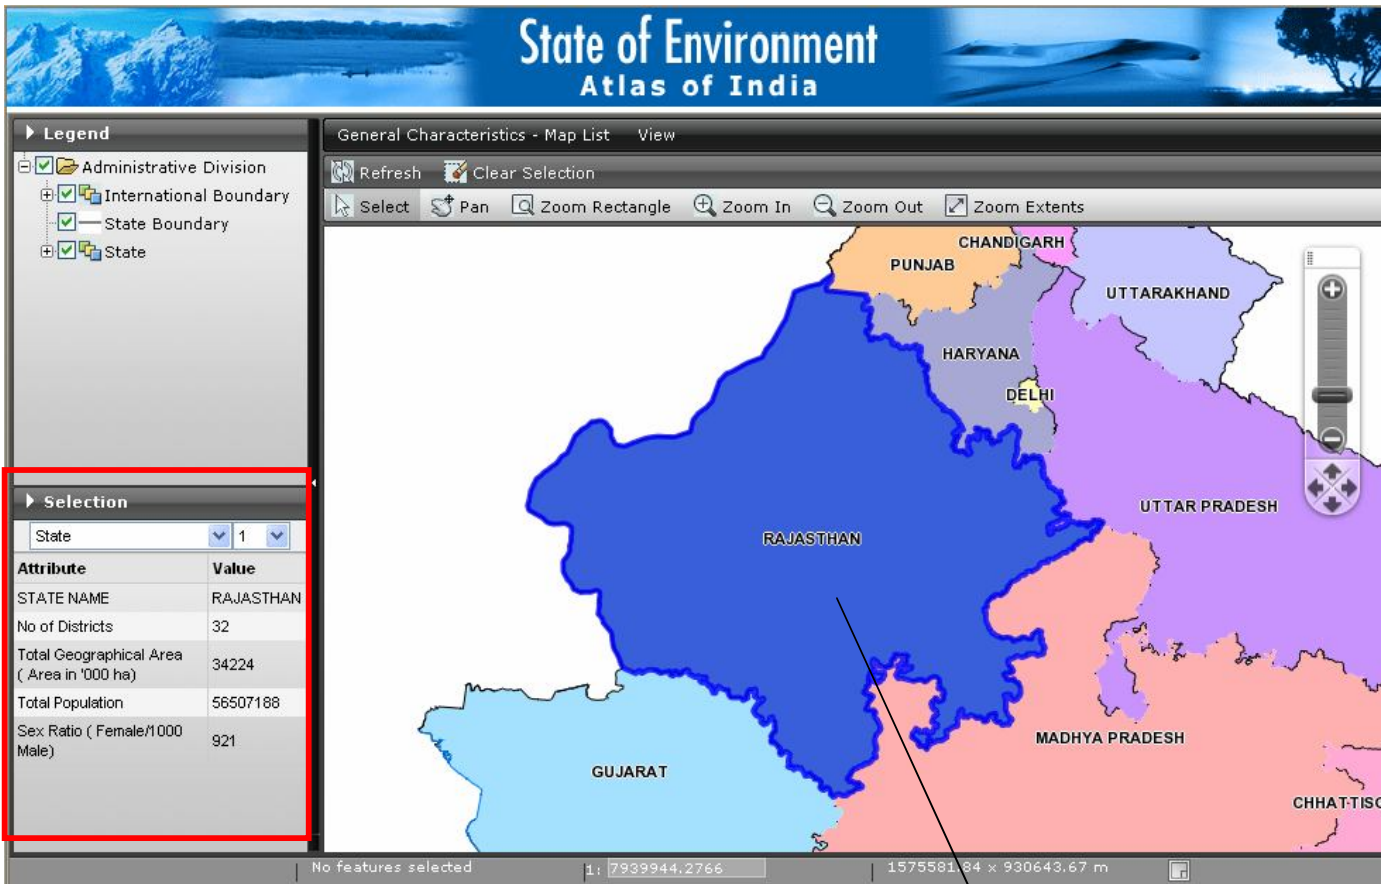 State of Environment
Atlas of India
Legend
Administrative Division
International Boundary
State Boundary
State
General Characteristics - Map List View
Refresh Clear Selection
Select Pan Zoom Rectangle Zoom In Zoom Out Zoom Extents
CHANDIGARH
PUNJAB
UTTARAKHAND
HARYANA
DELHI
UTTAR PRADESH
RAJASTHAN
MADHYA PRADESH
GUJARAT
CHHATTISG
Selection
State 1
Attribute Value
STATE NAME RAJASTHAN
No of Districts 32
Total Geographical Area
( Area in '000 ha) 34224
Total Population 56507188
Sex Ratio ( Female/1000
Male) 921
No features selected 1: 7939944.2766 1575581.84 x 930643.67 m